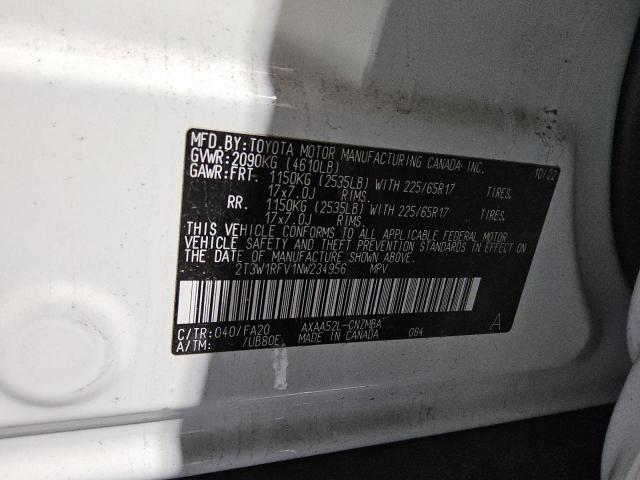 MFD.BY:TOYOTA MOTOR MANUFACTURING CANADA INC.
GVWR:2090KG (4610LB) 10/22
GAWR:FRT. 1150KG (2535LB) WITH 225/65R17 TIRES.
17x7.0J RIMS.
RR. 1150KG (2535LB) WITH 225/65R17 TIRES.
17x7.0J RIMS.
THIS VEHICLE CONFORMS TO ALL APPLICABLE FEDERAL MOTOR
VEHICLE SAFETY AND THEFT PREVENTION STANDARDS IN EFFECT ON
THE DATE OF MANUFACTURE SHOWN ABOVE.
2T3W1RFV1NW234956 MPV
C/TR:040/FA20 AXAA52L-CNZMBA 084 A
A/TM: /UB80E MADE IN CANADA